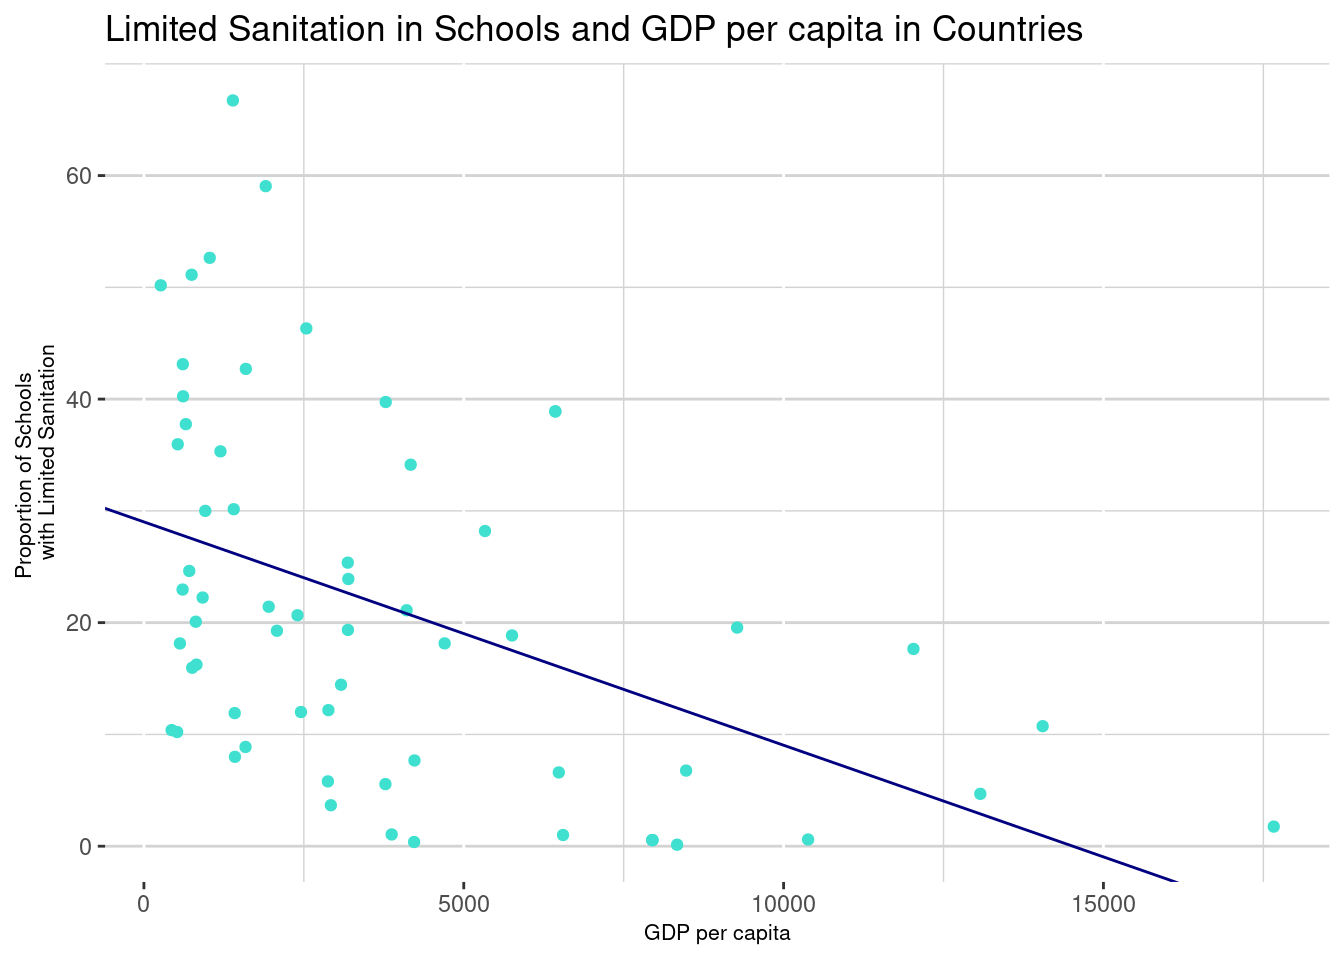 Limited Sanitation in Schools and GDP per capita in Countries
Proportion of Schools
with Limited Sanitation
60
40
20
0
0
5000
10000
15000
GDP per capita